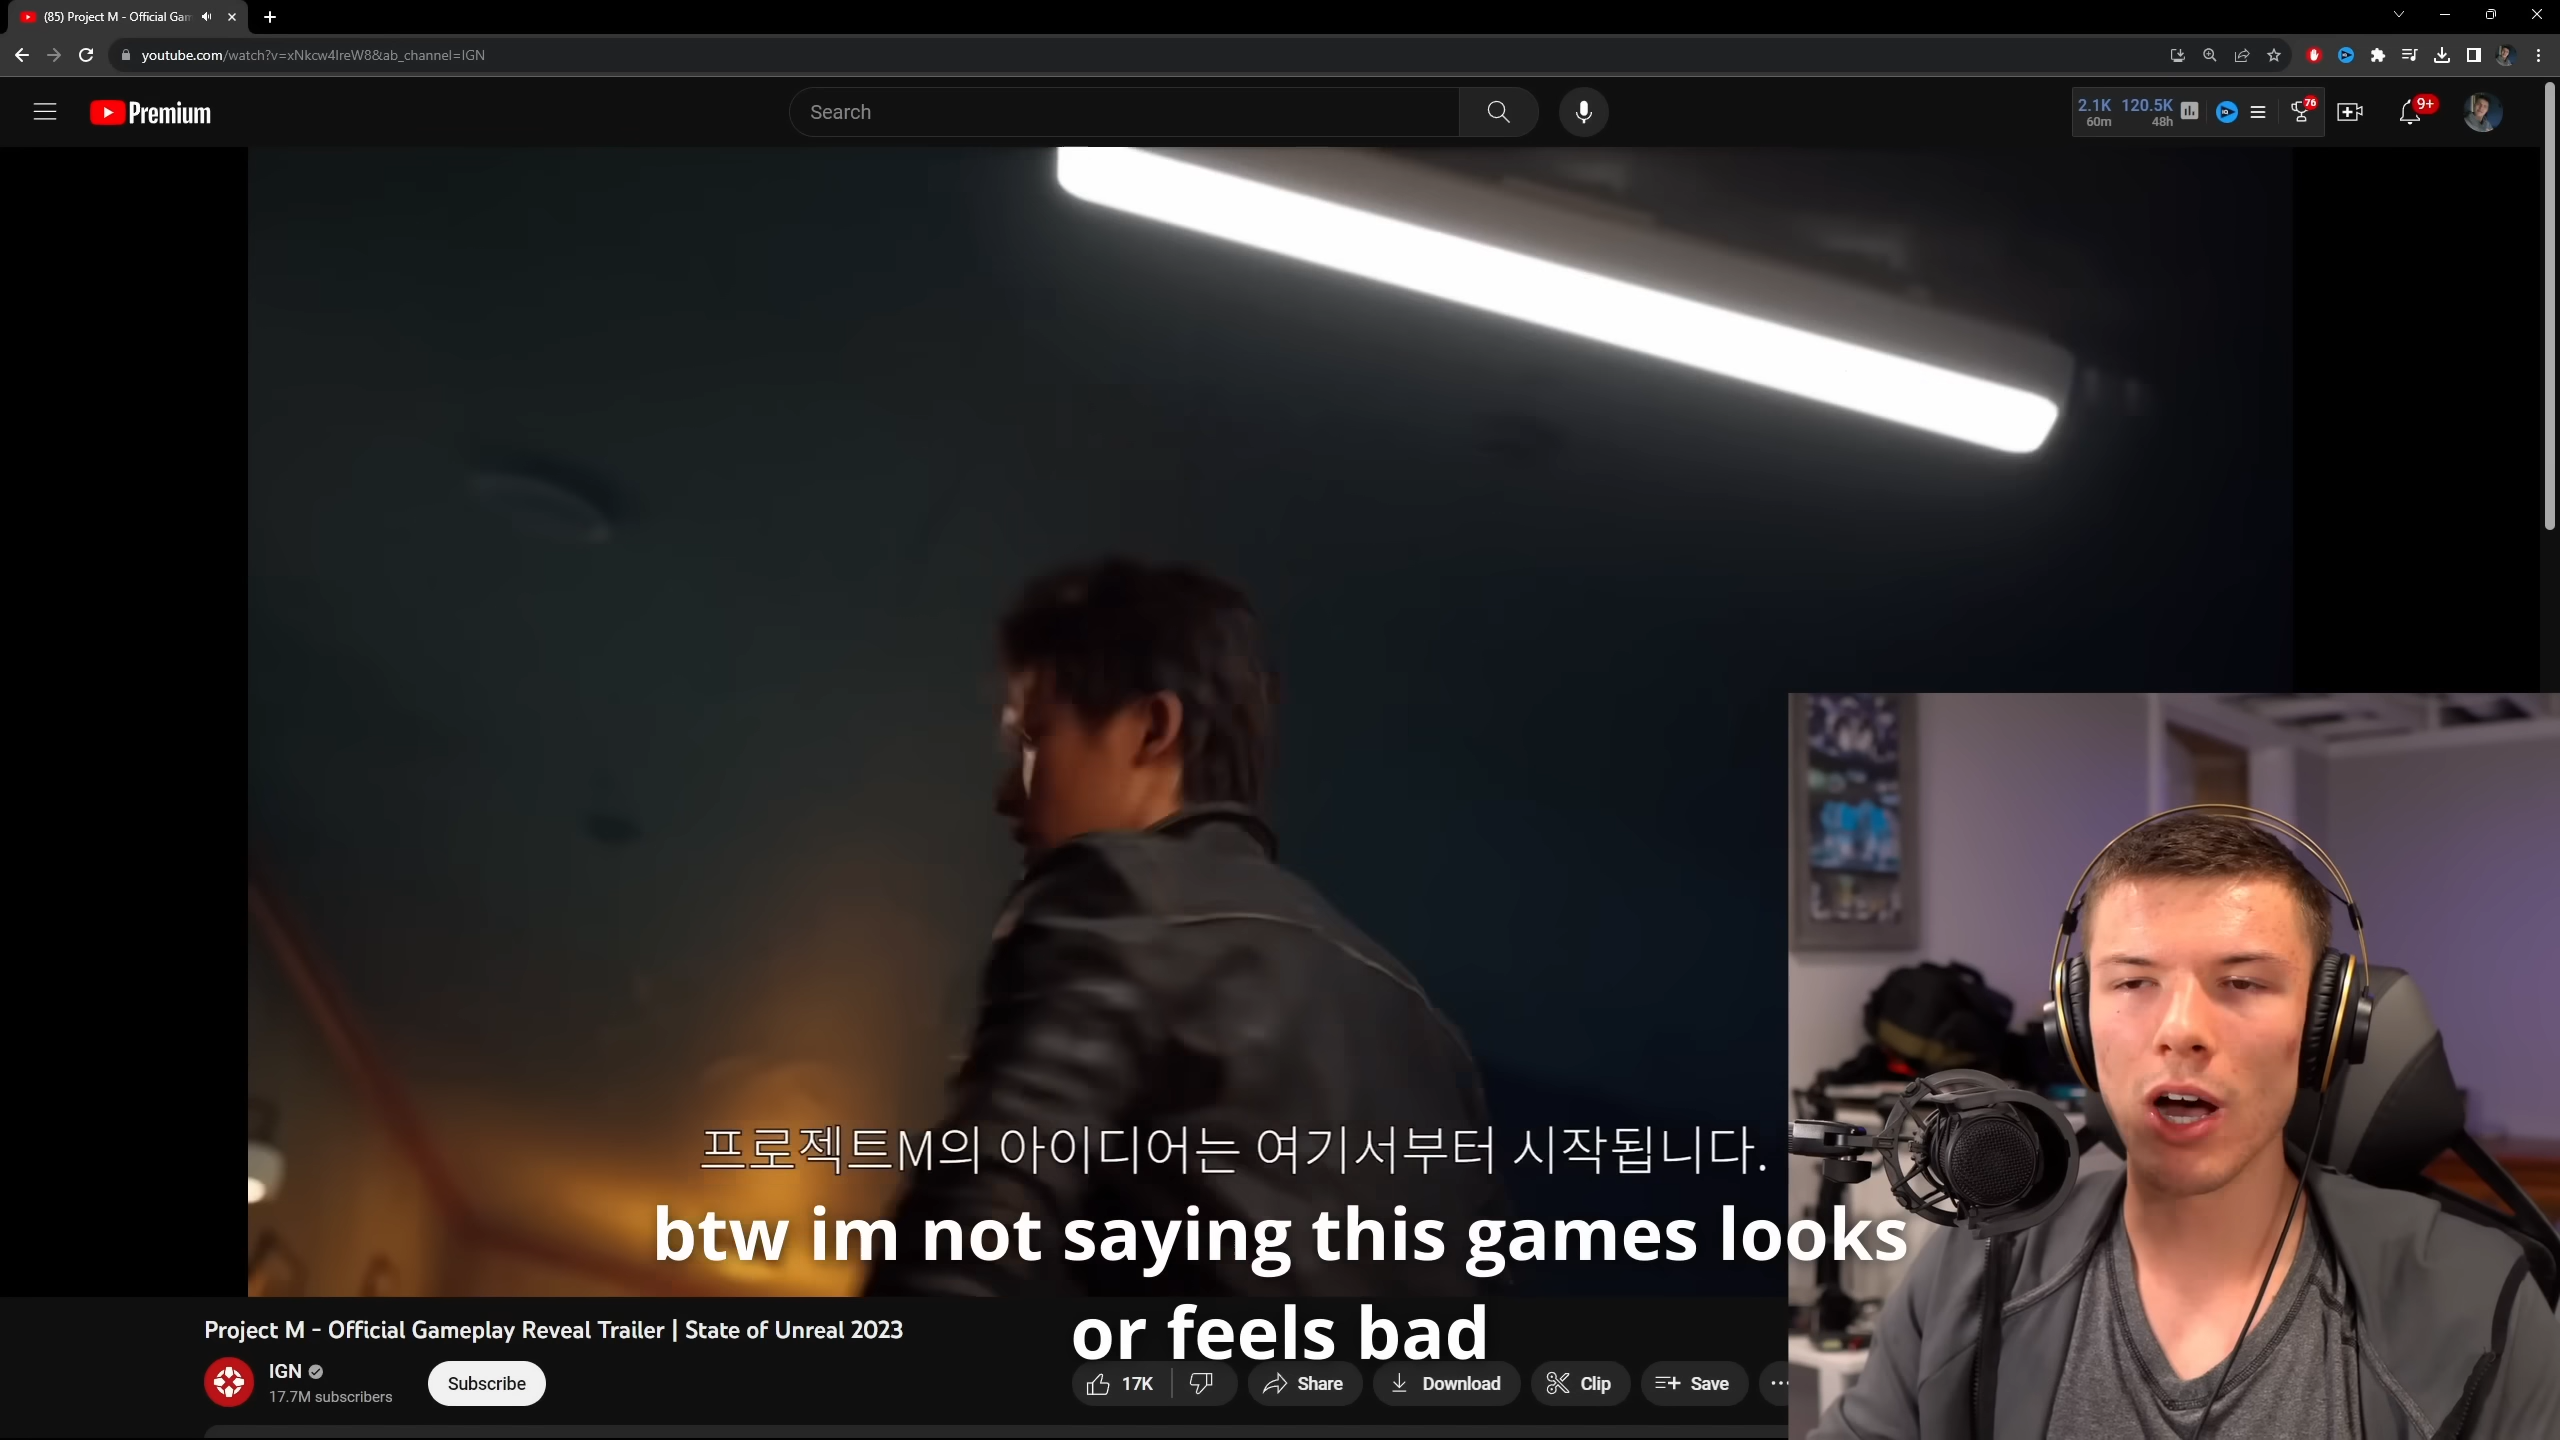 (85) Project M - Official Gam
youtube.com/watch?v=xNkcw4IreW8&ab_channel=IGN
Premium
Search
2.1K 120.5K
60m 48h
76
9+
프로젝트M의 아이디어는 여기서부터 시작됩니다.
btw im not saying this games looks
or feels bad
Project M - Official Gameplay Reveal Trailer | State of Unreal 2023
IGN
17.7M subscribers
Subscribe
17K
Share
Download
Clip
Save